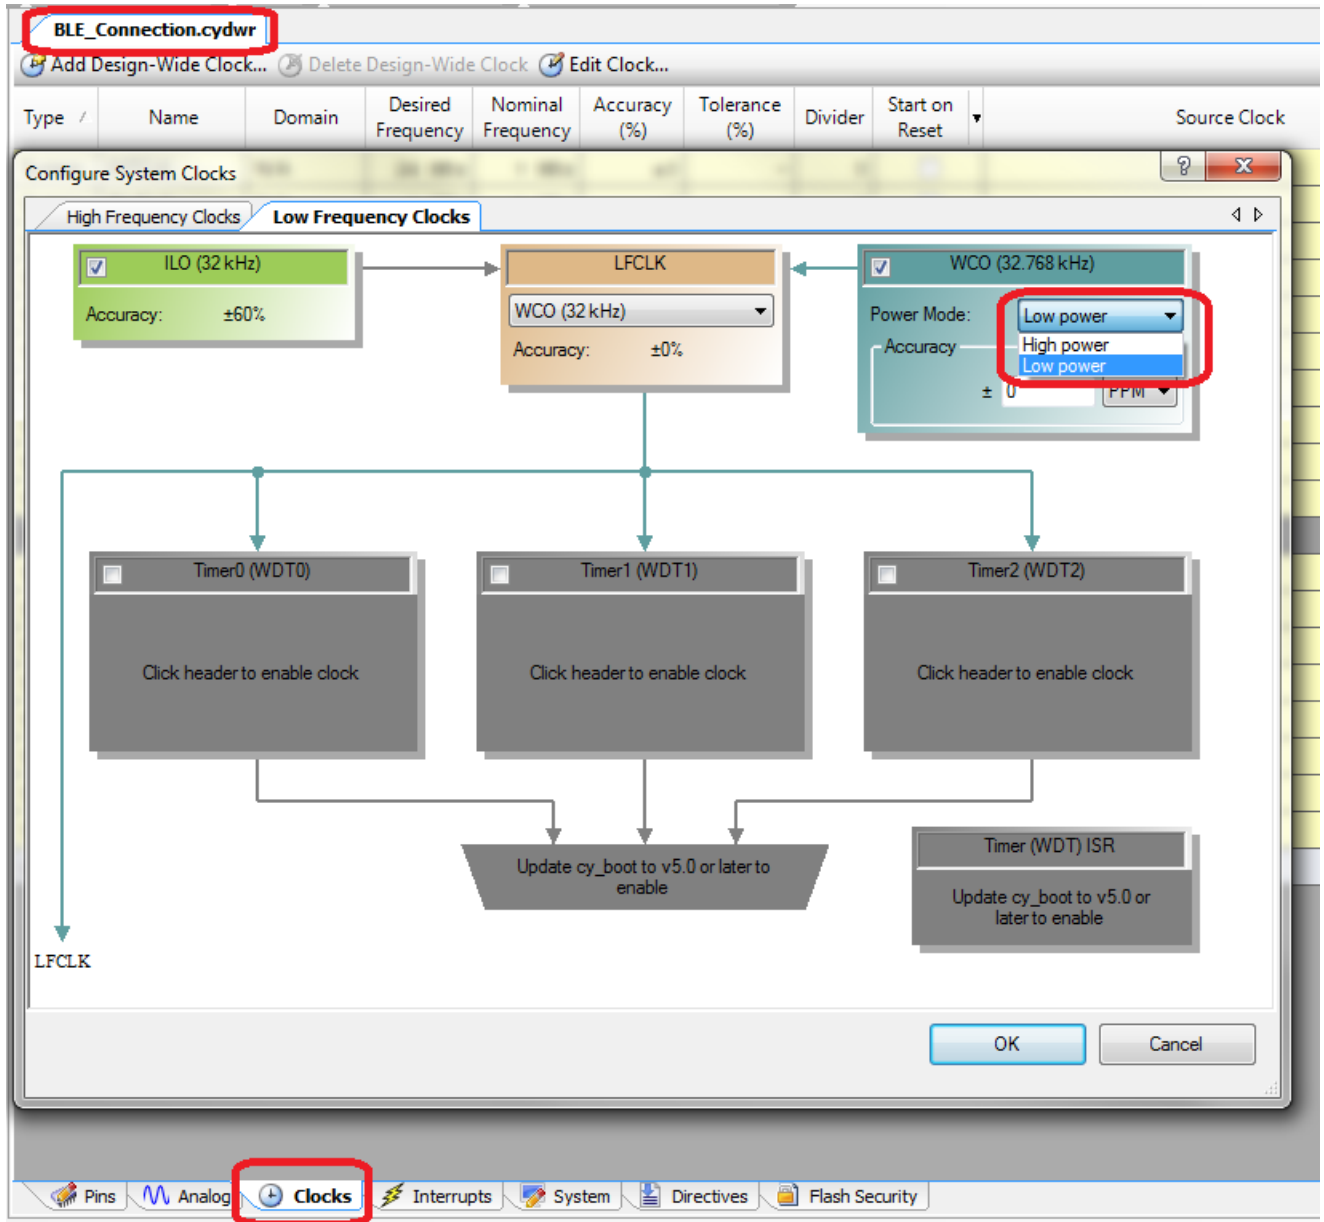 BLE_Connection.cydwr
Add Design-Wide Clock... Delete Design-Wide Clock Edit Clock...
Type Name Domain Desired Frequency Nominal Frequency Accuracy (%) Tolerance (%) Divider Start on Reset Source Clock
Configure System Clocks
High Frequency Clocks Low Frequency Clocks
ILO (32 kHz) LFCLK WCO (32.768 kHz)
Accuracy: ±60%
WCO (32 kHz)
Accuracy: ±0%
Power Mode: Low power
High power
Low power
Accuracy
± 0 PPM
Timer0 (WDT0) Timer1 (WDT1) Timer2 (WDT2)
Click header to enable clock Click header to enable clock Click header to enable clock
Update cy_boot to v5.0 or later to
enable
Timer (WDT) ISR
Update cy_boot to v5.0 or
later to enable
LFCLK
OK Cancel
Pins Analog Clocks Interrupts System Directives Flash Security